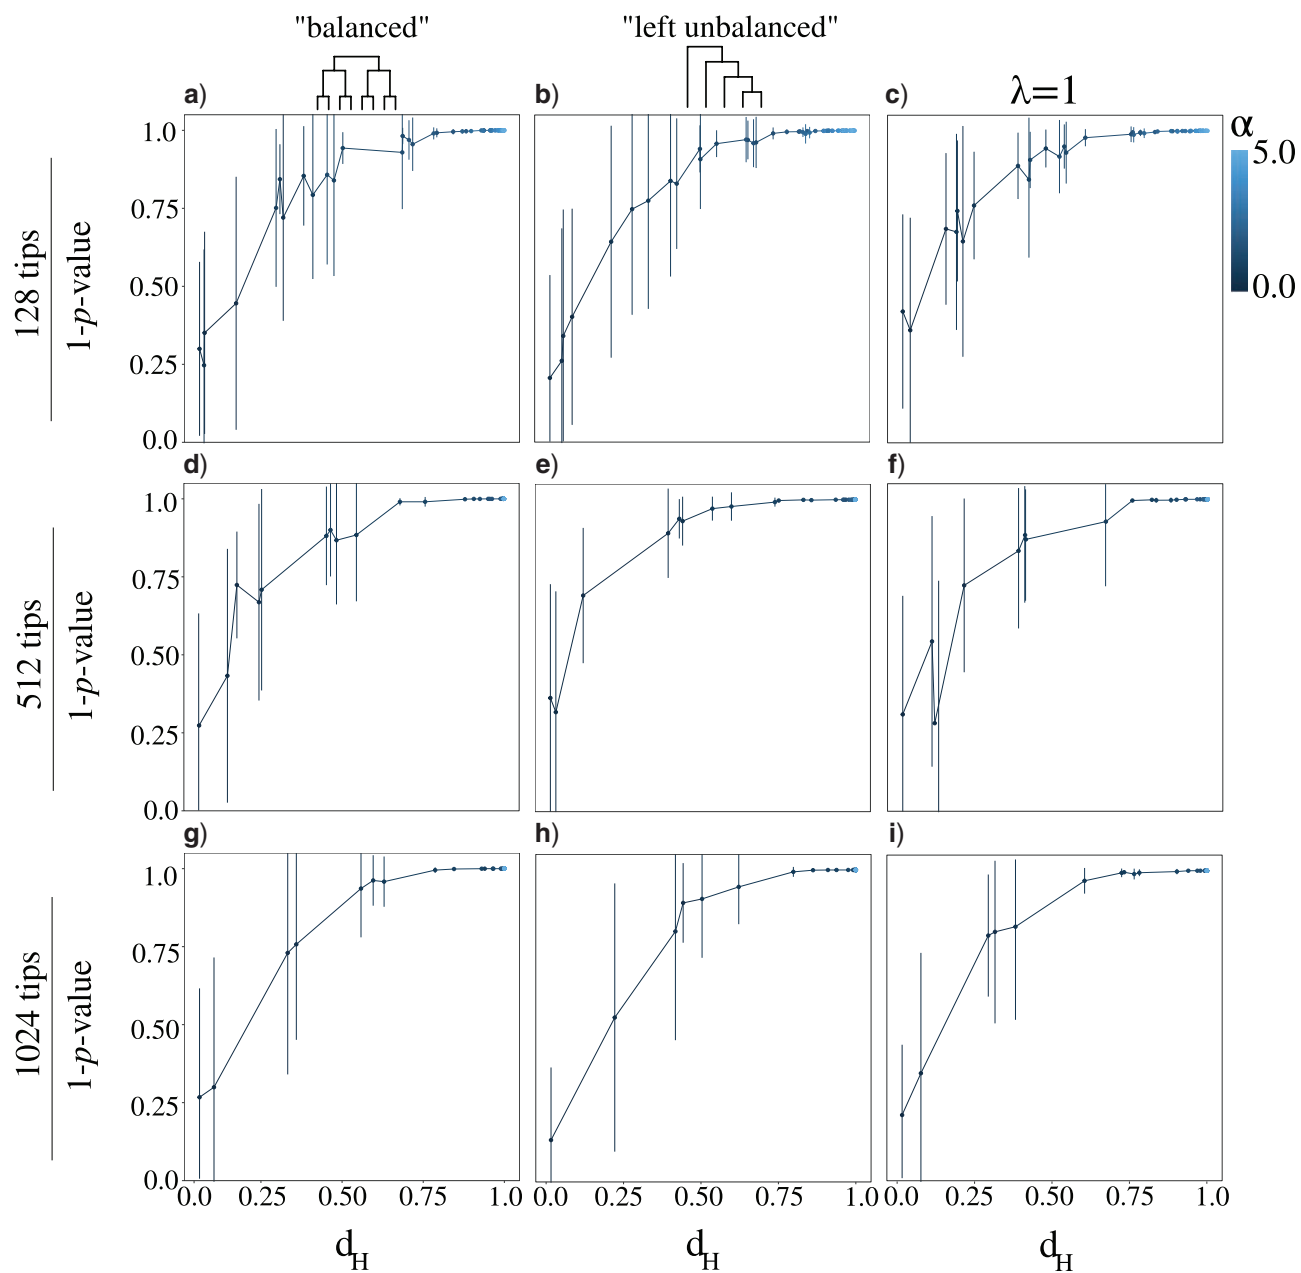 "balanced" "left unbalanced"
a) b) c) λ=1
α
5.0
0.0
128 tips
1-p-value
1.0
0.75
0.50
0.25
0.0
d) e) f)
512 tips
1-p-value
1.0
0.75
0.50
0.25
0.0
g) h) i)
1024 tips
1-p-value
1.0
0.75
0.50
0.25
0.0
0.0 0.25 0.50 0.75 1.0 0.0 0.25 0.50 0.75 1.0 0.0 0.25 0.50 0.75 1.0
dH dH dH